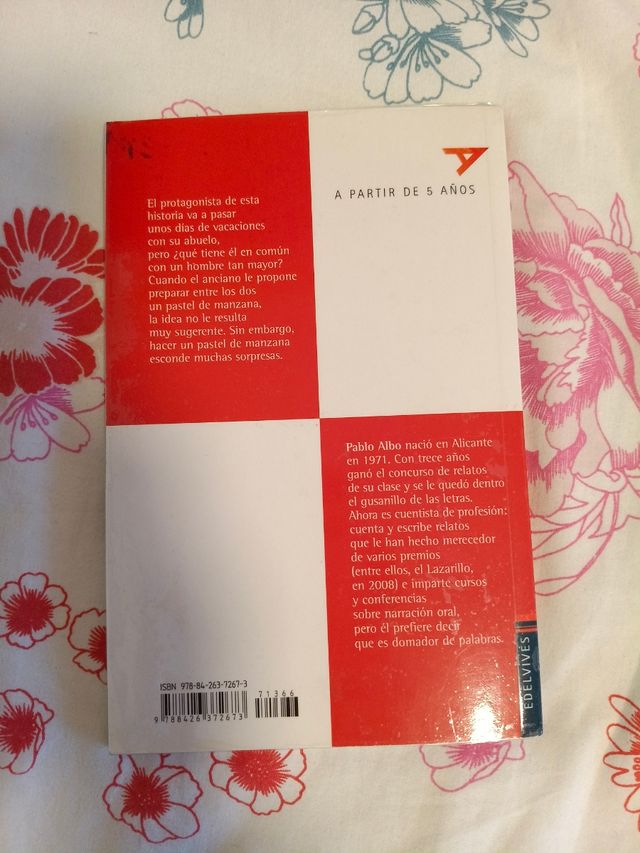 A PARTIR DE 5 AÑOS
El protagonista de esta
historia va a pasar
unos días de vacaciones
con su abuelo,
pero ¿qué tiene él en común
con un hombre tan mayor?
Cuando el anciano le propone
preparar entre los dos
un pastel de manzana,
la idea no le resulta
muy sugerente. Sin embargo,
hacer un pastel de manzana
esconde muchas sorpresas.
Pablo Albo nació en Alicante
en 1971. Con trece años
ganó el concurso de relatos
de su clase y se le quedó dentro
el gusanillo de las letras.
Ahora es cuentista de profesión:
cuenta y escribe relatos
que le han hecho merecedor
de varios premios
(entre ellos, el Lazarillo,
en 2008) e imparte cursos
y conferencias
sobre narración oral,
pero él prefiere decir
que es domador de palabras.
EDELVIVES
ISBN 978-84-263-7267-3
71366
9 788426 372673